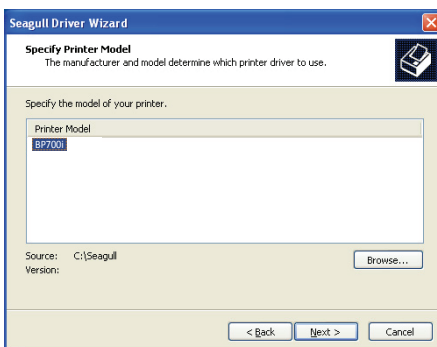 Seagull Driver Wizard
Specify Printer Model
The manufacturer and model determine which printer driver to use.
Specify the model of your printer.
Printer Model
BP700i
Source: C:\Seagull
Browse...
Version:
< Back
Next >
Cancel